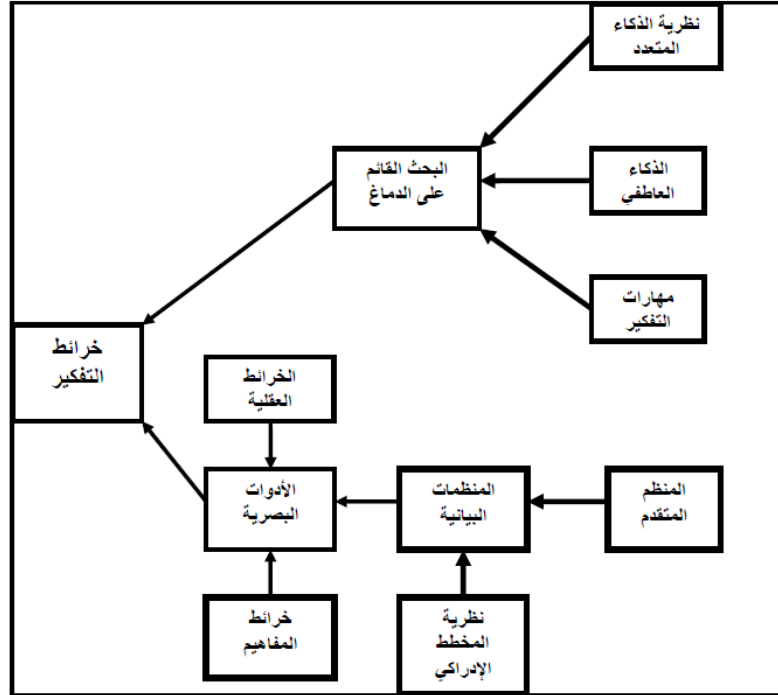 نظرية الذكاء
المتعدد
البحث القائم
على الدماغ
الذكاء
العاطفي
مهارات
التفكير
خرائط
التفكير
الخرائط
العقلية
المنظم
المتقدم
المنظمات
البيانية
الأدوات
البصرية
نظرية
المخطط
الإدراكي
خرائط
المفاهيم